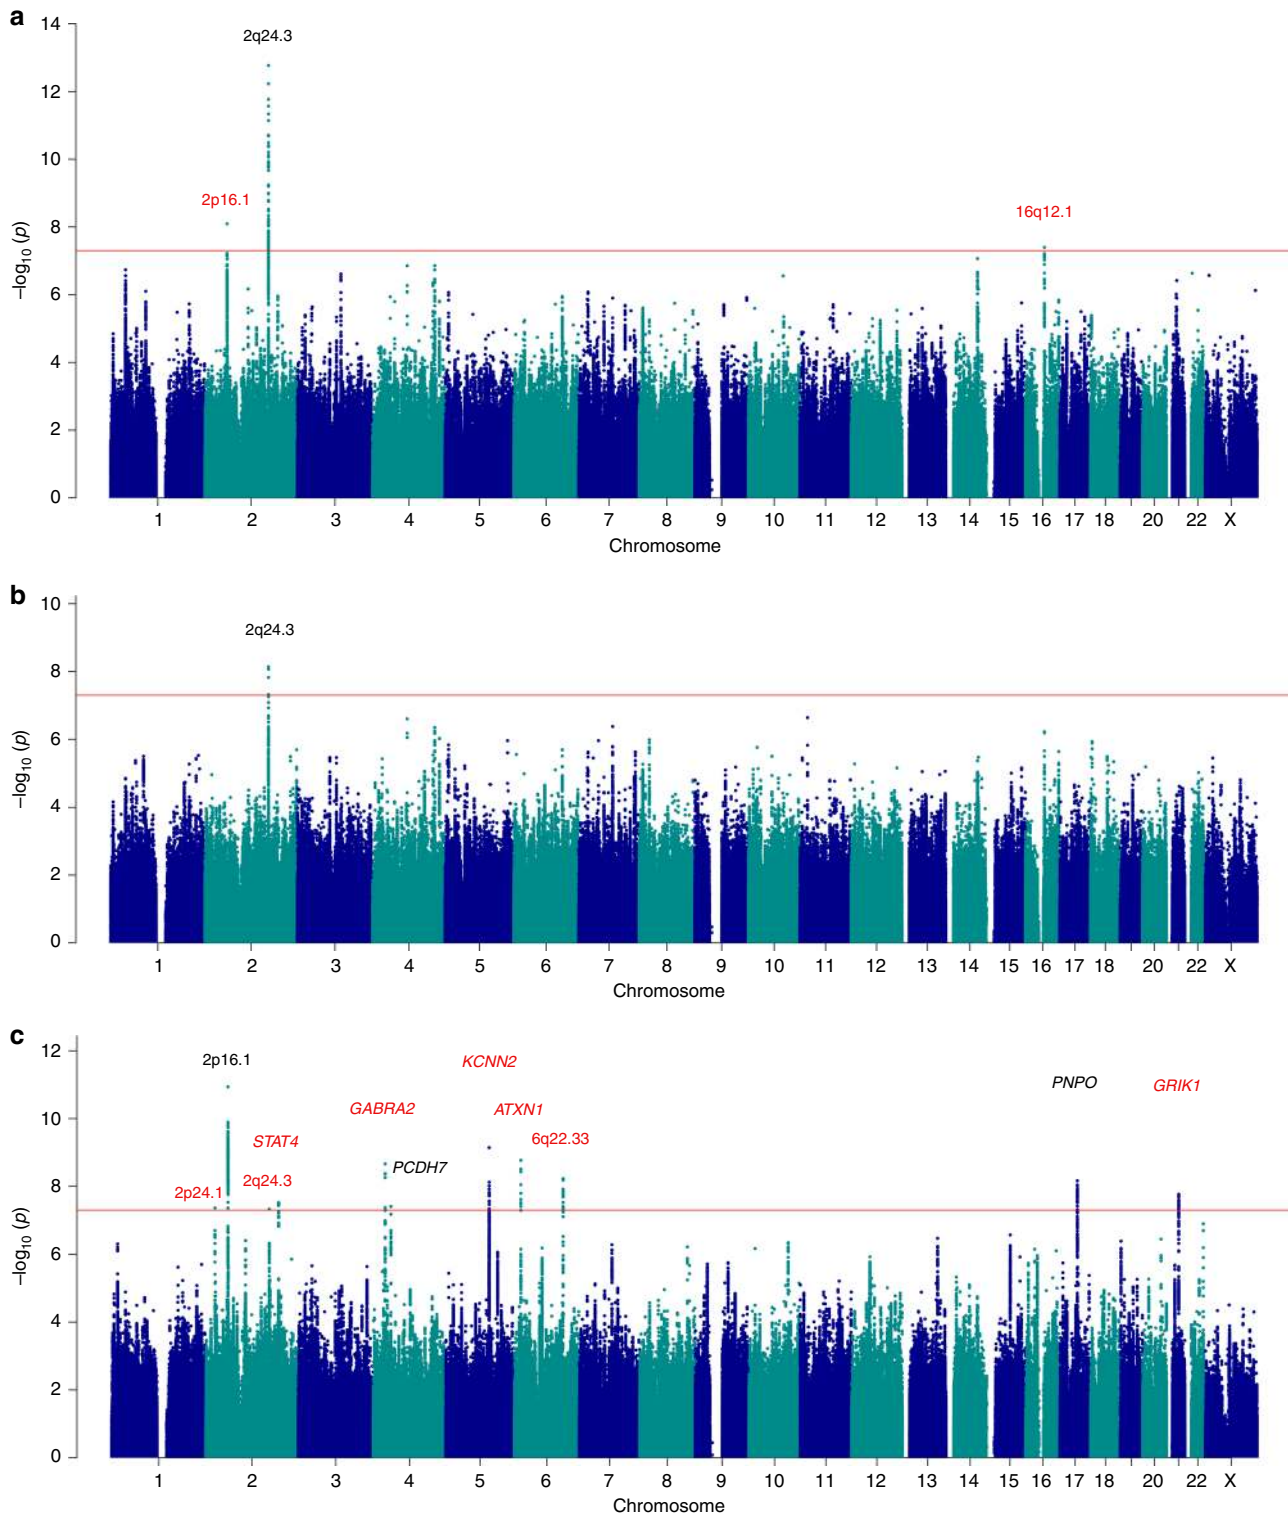 a
14
12
10
8
6
4
2
0
–log10 (p)
2q24.3
2p16.1
16q12.1
1 2 3 4 5 6 7 8 9 10 11 12 13 14 15 16 17 18 20 22 X
Chromosome
b
10
8
6
4
2
0
–log10 (p)
2q24.3
1 2 3 4 5 6 7 8 9 10 11 12 13 14 15 16 17 18 20 22 X
Chromosome
c
12
10
8
6
4
2
0
–log10 (p)
2p16.1
KCNN2
PNPO
GRIK1
GABRA2
ATXN1
STAT4
6q22.33
PCDH7
2q24.3
2p24.1
1 2 3 4 5 6 7 8 9 10 11 12 13 14 15 16 17 18 20 22 X
Chromosome